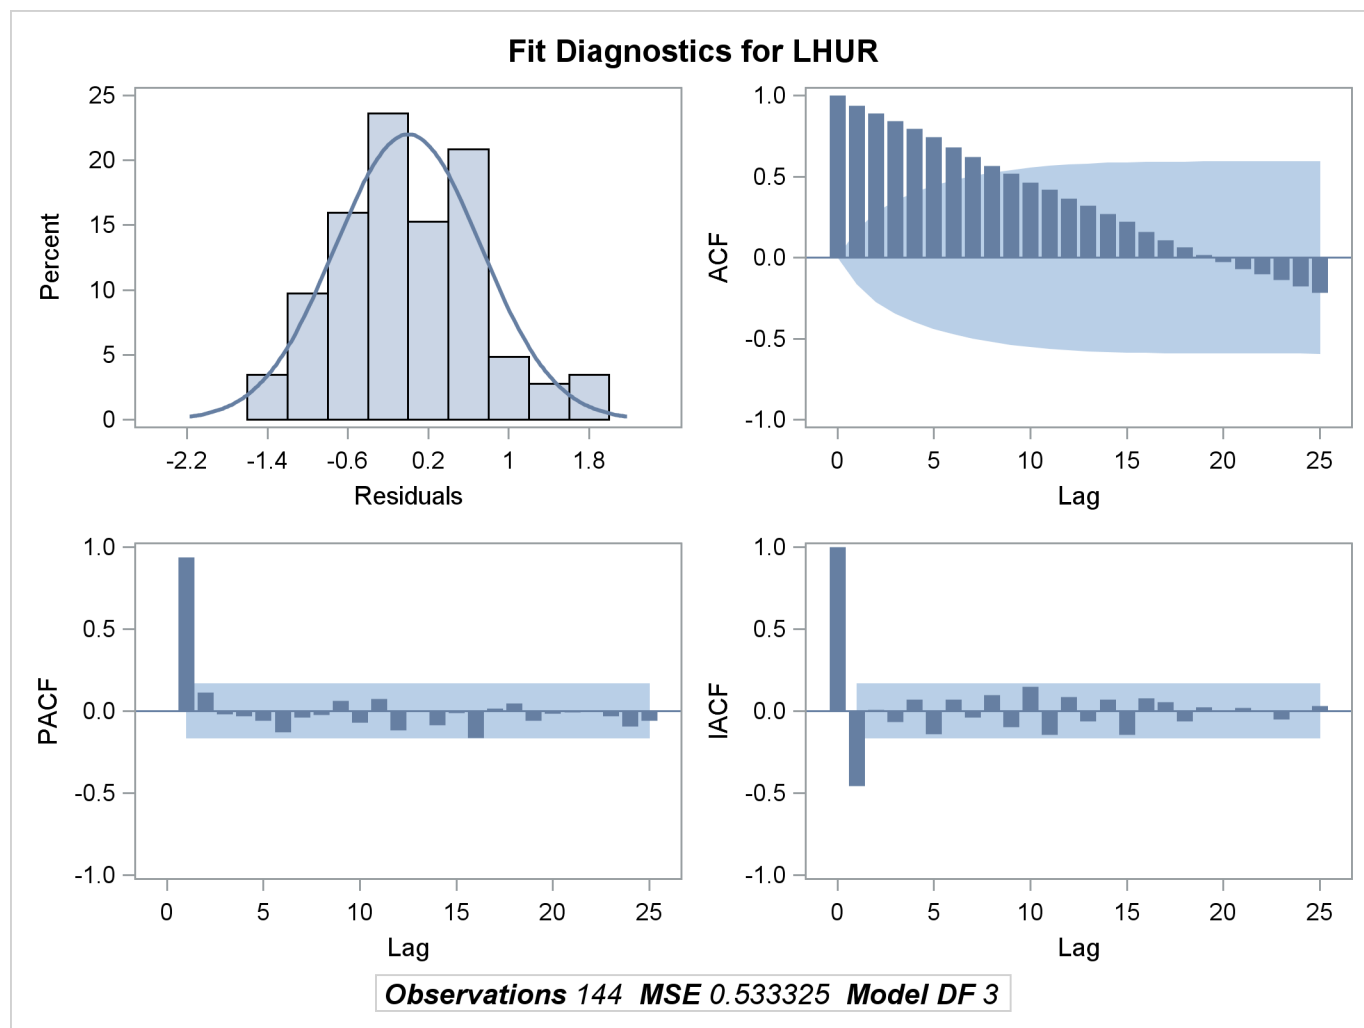 Fit Diagnostics for LHUR
25
20
15
10
5
0
Percent
-2.2 -1.4 -0.6 0.2 1 1.8
Residuals
1.0
0.5
0.0
-0.5
-1.0
ACF
0 5 10 15 20 25
Lag
1.0
0.5
0.0
-0.5
-1.0
PACF
0 5 10 15 20 25
Lag
1.0
0.5
0.0
-0.5
-1.0
IACF
0 5 10 15 20 25
Lag
Observations 144 MSE 0.533325 Model DF 3